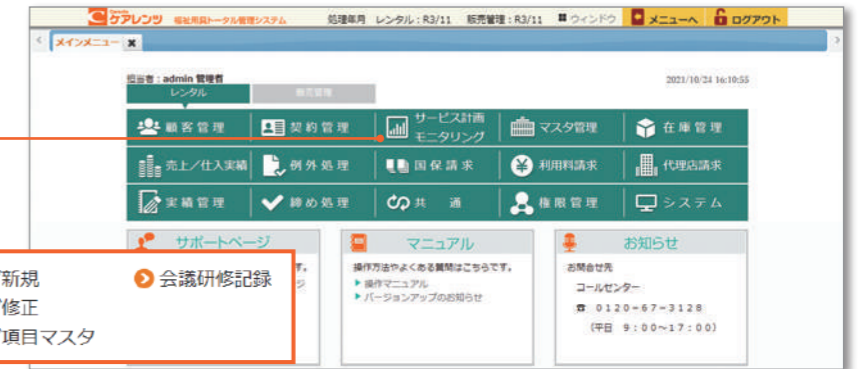 ケアレンツ 福祉用具トータル管理システム 処理年月 レンタル：R3/11 販売管理：R3/11 ウィンドウ メニューへ ログアウト
メインメニュー
担当者：admin 管理者 2021/10/24 16:10:55
レンタル 販売管理
顧客管理 契約管理 サービス計画 モニタリング マスタ管理 在庫管理
売上／仕入実績 例外処理 国保請求 利用料請求 代理店請求
実績管理 締め処理 共通 権限管理 システム
サポートページ マニュアル お知らせ
す。 操作方法やよくある質問はこちらです。 お問合せ先
ジ 操作マニュアル コールセンター
バージョンアップのお知らせ
☎ 0120-67-3128
（平日 9：00～17：00）
新規 会議研修記録
修正
項目マスタ